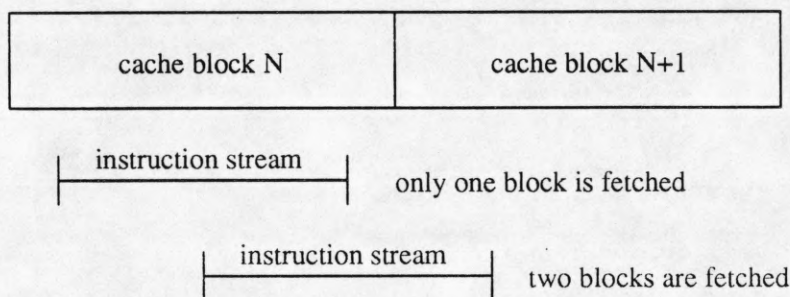 cache block N cache block N+1
instruction stream
only one block is fetched
instruction stream
two blocks are fetched